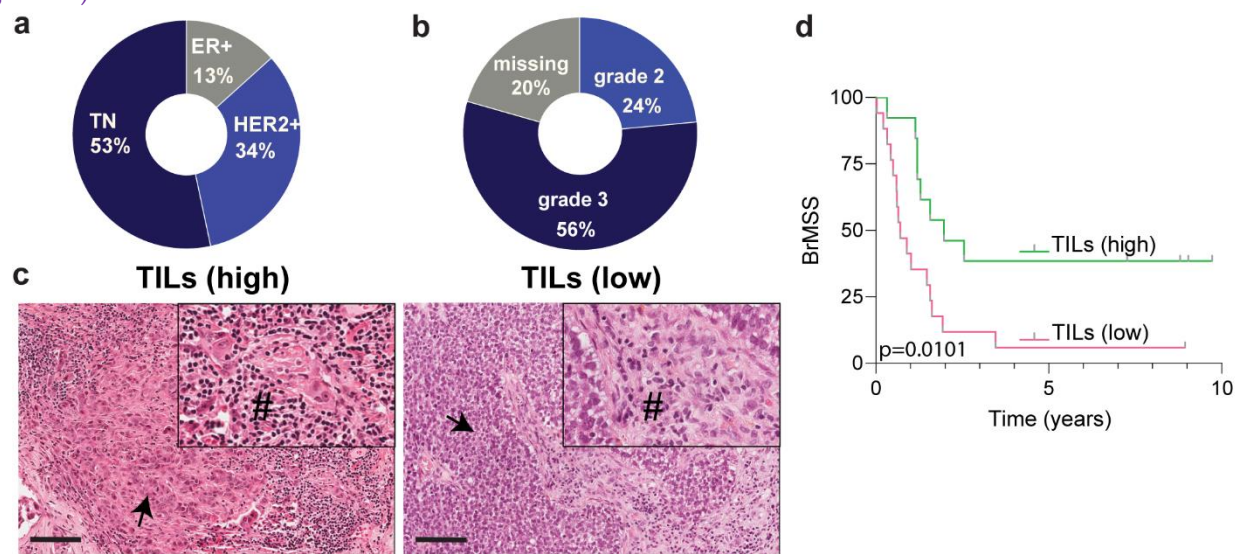 a
ER+
13%
TN
53%
HER2+
34%
b
missing
20%
grade 2
24%
grade 3
56%
c
TILs (high)
#
TILs (low)
#
d
BrMSS
100
75
50
25
0
TILs (high)
TILs (low)
p=0.0101
0
5
10
Time (years)